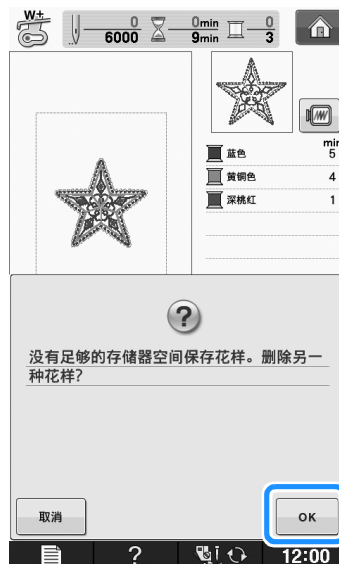 W±
0
6000
0min
9min
0
3
min
蓝色 5
黄铜色 4
深桃红 1
?
没有足够的存储器空间保存花样。删除另一
种花样?
取消
OK
?
12:00